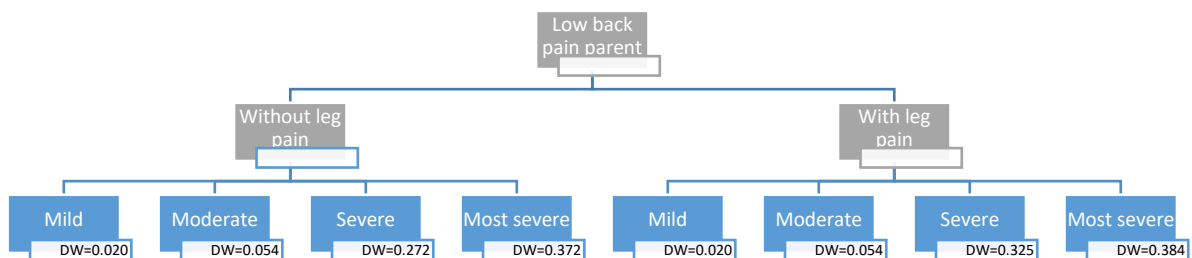 Low back
pain parent
Without leg
pain
With leg
pain
Mild
Moderate
Severe
Most severe
Mild
Moderate
Severe
Most severe
DW=0.020
DW=0.054
DW=0.272
DW=0.372
DW=0.020
DW=0.054
DW=0.325
DW=0.384